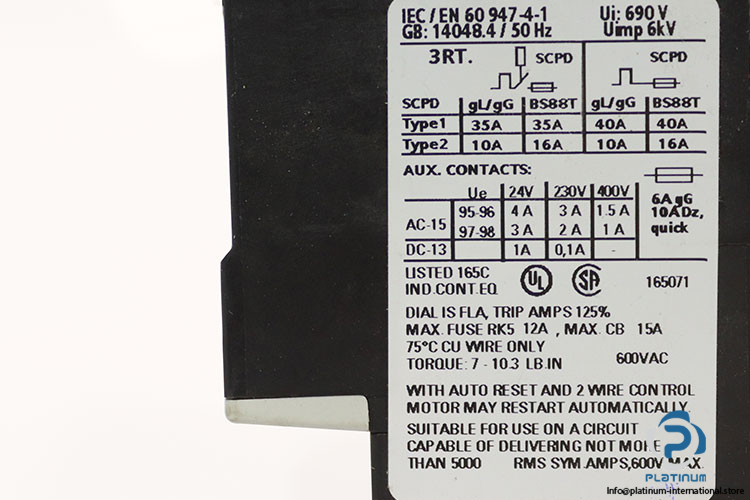 IEC/EN 60 947-4-1 Ui: 690 V
GB: 14048.4 / 50 Hz Uimp 6kV
3RT. SCPD SCPD
SCPD gL/gG BS88T gL/gG BS88T
Type1 35A 35A 40A 40A
Type2 10A 16A 10A 16A
AUX. CONTACTS:
Ue 24V 230V 400V
AC-15 95-96 4 A 3 A 1.5 A
97-98 3 A 2 A 1 A
DC-13 1A 0,1A -
6A gG
10A Dz,
quick
LISTED 165C
IND.CONT.EQ. UL SA 165071
DIAL IS FLA, TRIP AMPS 125%
MAX. FUSE RK5 12A , MAX. CB 15A
75°C CU WIRE ONLY
TORQUE: 7 - 10.3 LB.IN 600VAC
WITH AUTO RESET AND 2 WIRE CONTROL
MOTOR MAY RESTART AUTOMATICALLY.
SUITABLE FOR USE ON A CIRCUIT
CAPABLE OF DELIVERING NOT MORE
THAN 5000 RMS SYM.AMPS,600V MAX.
PLATINUM
INTERNATIONAL
Info@platinum-international.store